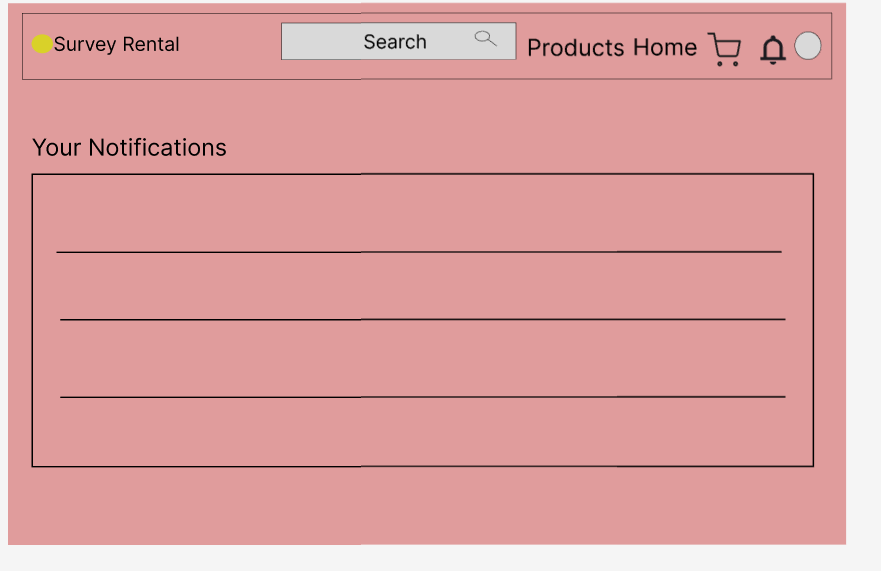 Survey Rental
Search
Products Home
Your Notifications